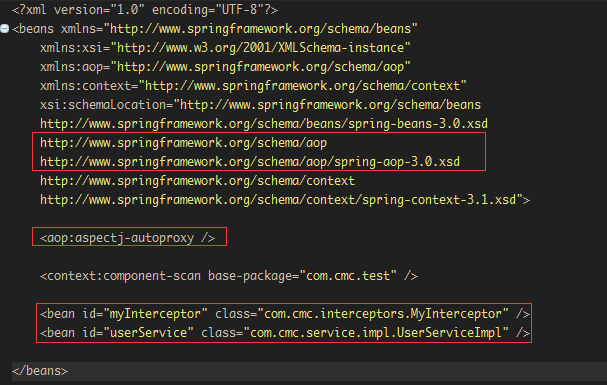 <?xml version="1.0" encoding="UTF-8"?>
<beans xmlns="http://www.springframework.org/schema/beans"
xmlns:xsi="http://www.w3.org/2001/XMLSchema-instance"
xmlns:aop="http://www.springframework.org/schema/aop"
xmlns:context="http://www.springframework.org/schema/context"
xsi:schemaLocation="http://www.springframework.org/schema/beans
http://www.springframework.org/schema/beans/spring-beans-3.0.xsd
http://www.springframework.org/schema/aop
http://www.springframework.org/schema/aop/spring-aop-3.0.xsd
http://www.springframework.org/schema/context
http://www.springframework.org/schema/context/spring-context-3.1.xsd">
<aop:aspectj-autoproxy />
<context:component-scan base-package="com.cmc.test" />
<bean id="myInterceptor" class="com.cmc.interceptors.MyInterceptor" />
<bean id="userService" class="com.cmc.service.impl.UserServiceImpl" />
</beans>